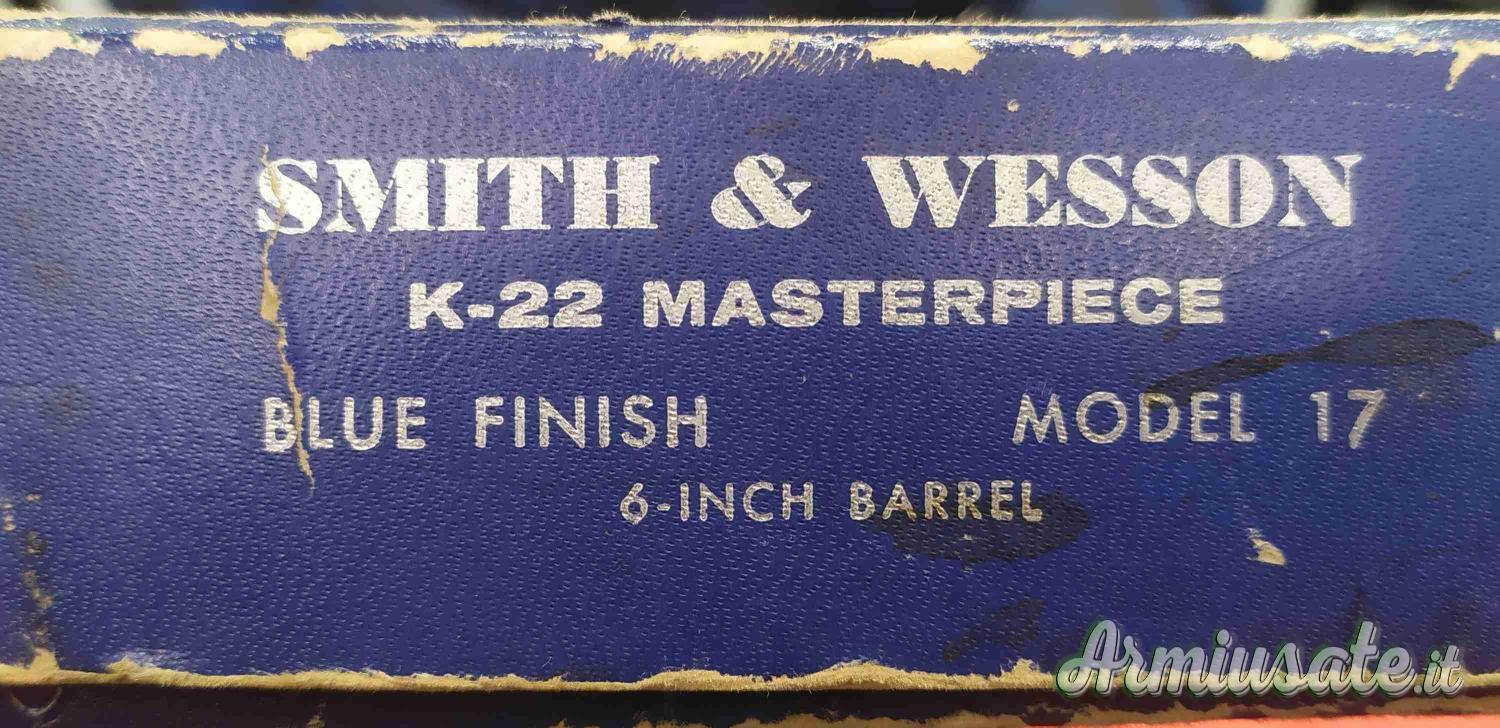 SMITH & WESSON
K-22 MASTERPIECE
BLUE FINISH MODEL 17
6-INCH BARREL
Armiusate.it